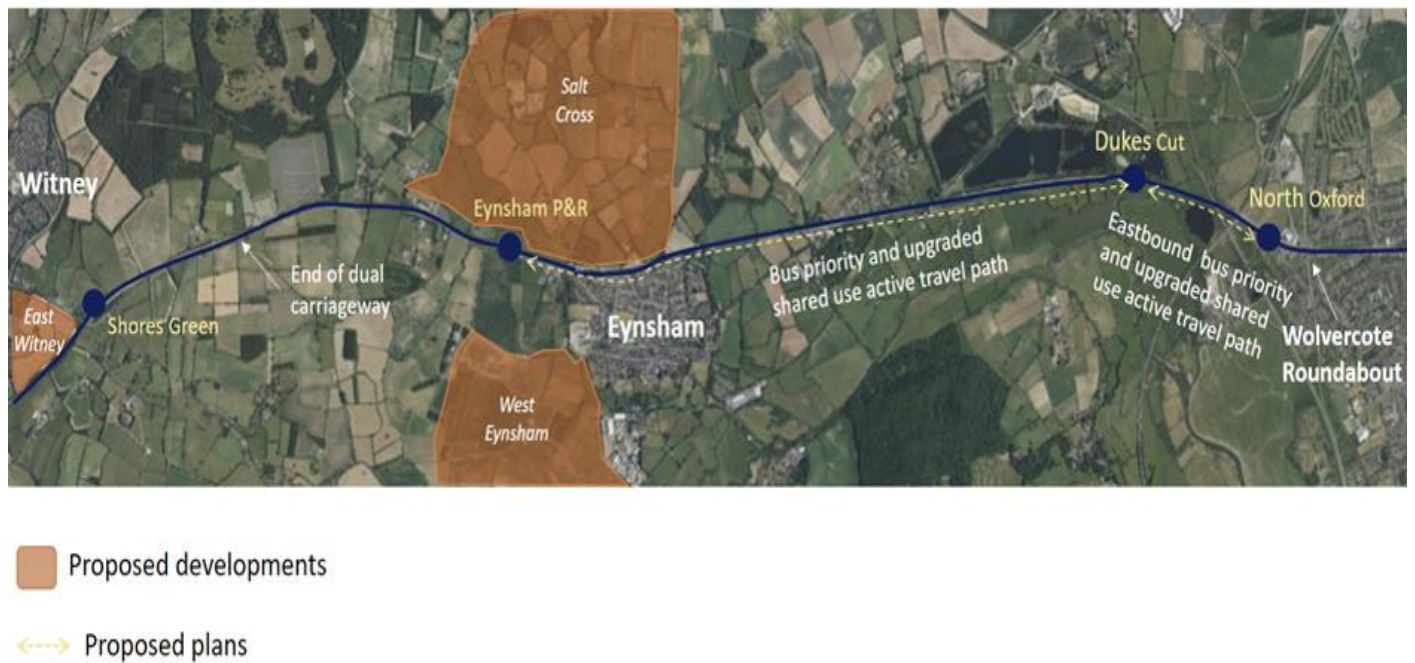 Salt
Cross
Dukes Cut
Witney
Eynsham P&R
North Oxford
End of dual
carriageway
Bus priority and upgraded
shared use active travel path
Eastbound bus priority
and upgraded shared
use active travel path
East
Witney
Shores Green
Eynsham
Wolvercote
Roundabout
West
Eynsham
Proposed developments
Proposed plans